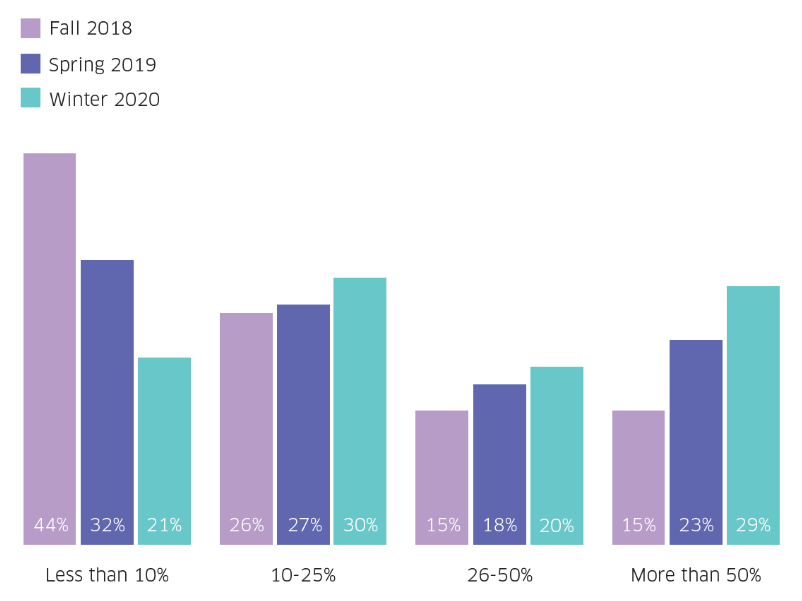 Fall 2018
Spring 2019
Winter 2020
44% 32% 21% 26% 27% 30% 15% 18% 20% 15% 23% 29%
Less than 10% 10-25% 26-50% More than 50%